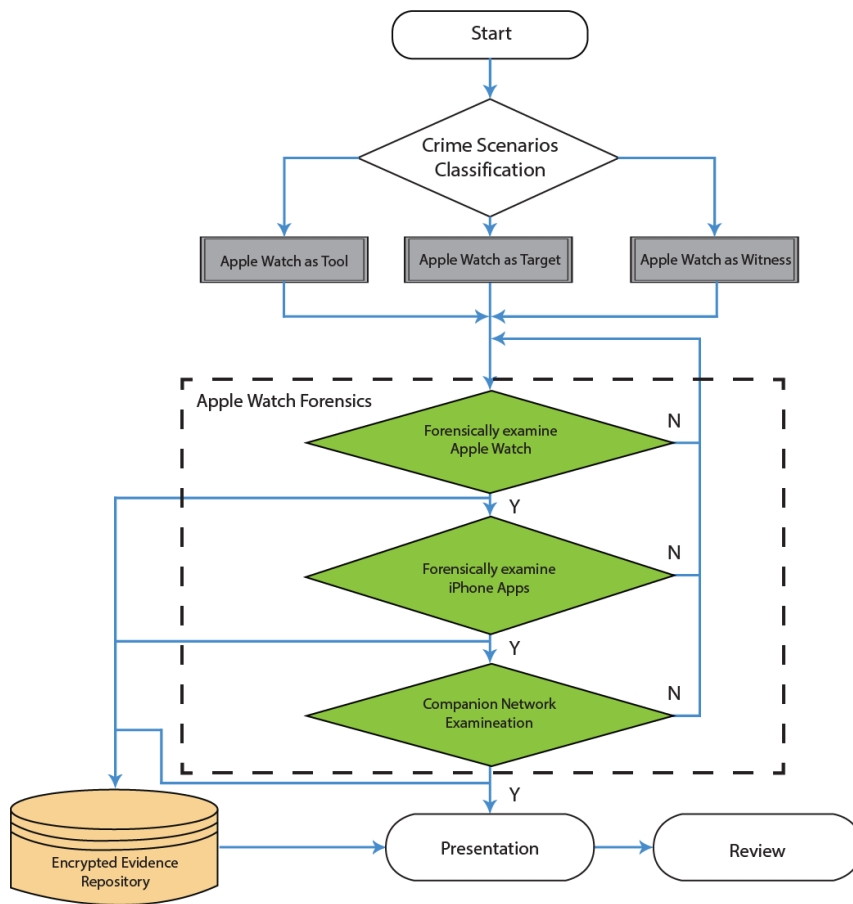 Start
Crime Scenarios
Classification
Apple Watch as Tool
Apple Watch as Target
Apple Watch as Witness
Apple Watch Forensics
Forensically examine
Apple Watch
N
Y
Forensically examine
iPhone Apps
N
Y
Companion Network
Examineation
N
Y
Encrypted Evidence
Repository
Presentation
Review